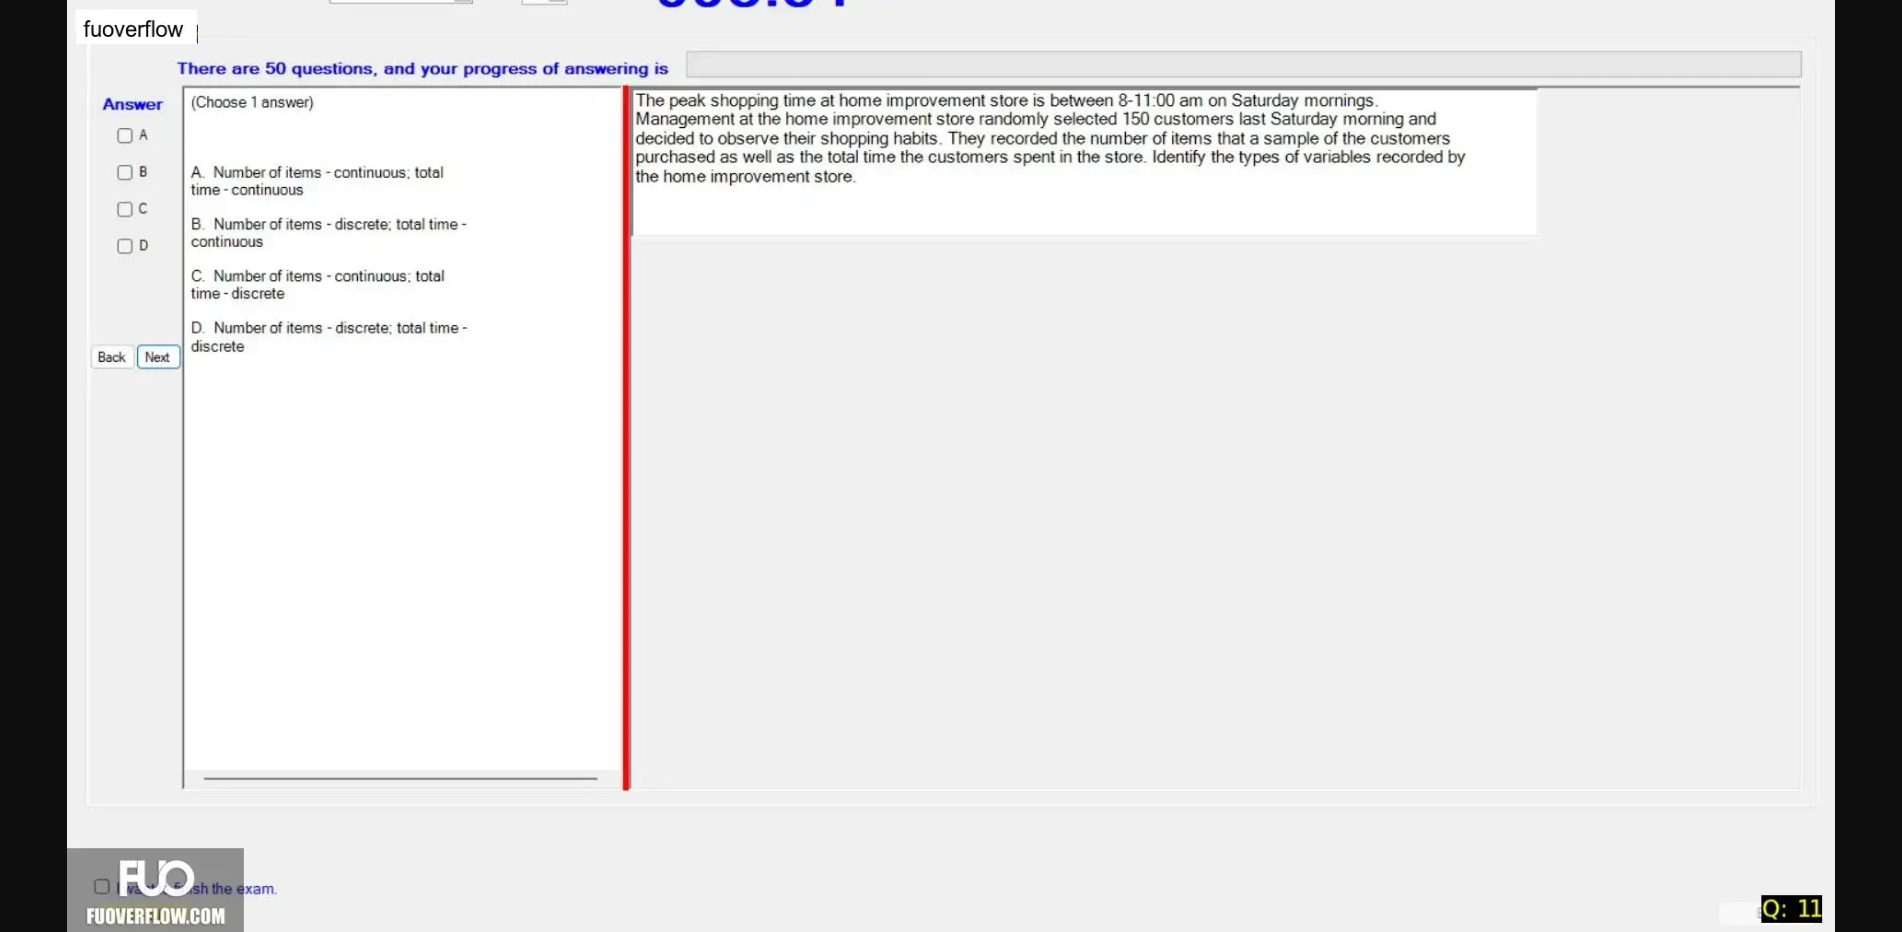 fuoverflow
There are 50 questions, and your progress of answering is
Answer
A
B
C
D
Back
Next
(Choose 1 answer)
A. Number of items - continuous; total
time - continuous
B. Number of items - discrete; total time -
continuous
C. Number of items - continuous; total
time - discrete
D. Number of items - discrete; total time -
discrete
The peak shopping time at home improvement store is between 8-11:00 am on Saturday mornings.
Management at the home improvement store randomly selected 150 customers last Saturday morning and
decided to observe their shopping habits. They recorded the number of items that a sample of the customers
purchased as well as the total time the customers spent in the store. Identify the types of variables recorded by
the home improvement store.
FUO
the exam.
FUOVERFLOW.COM
Q: 11